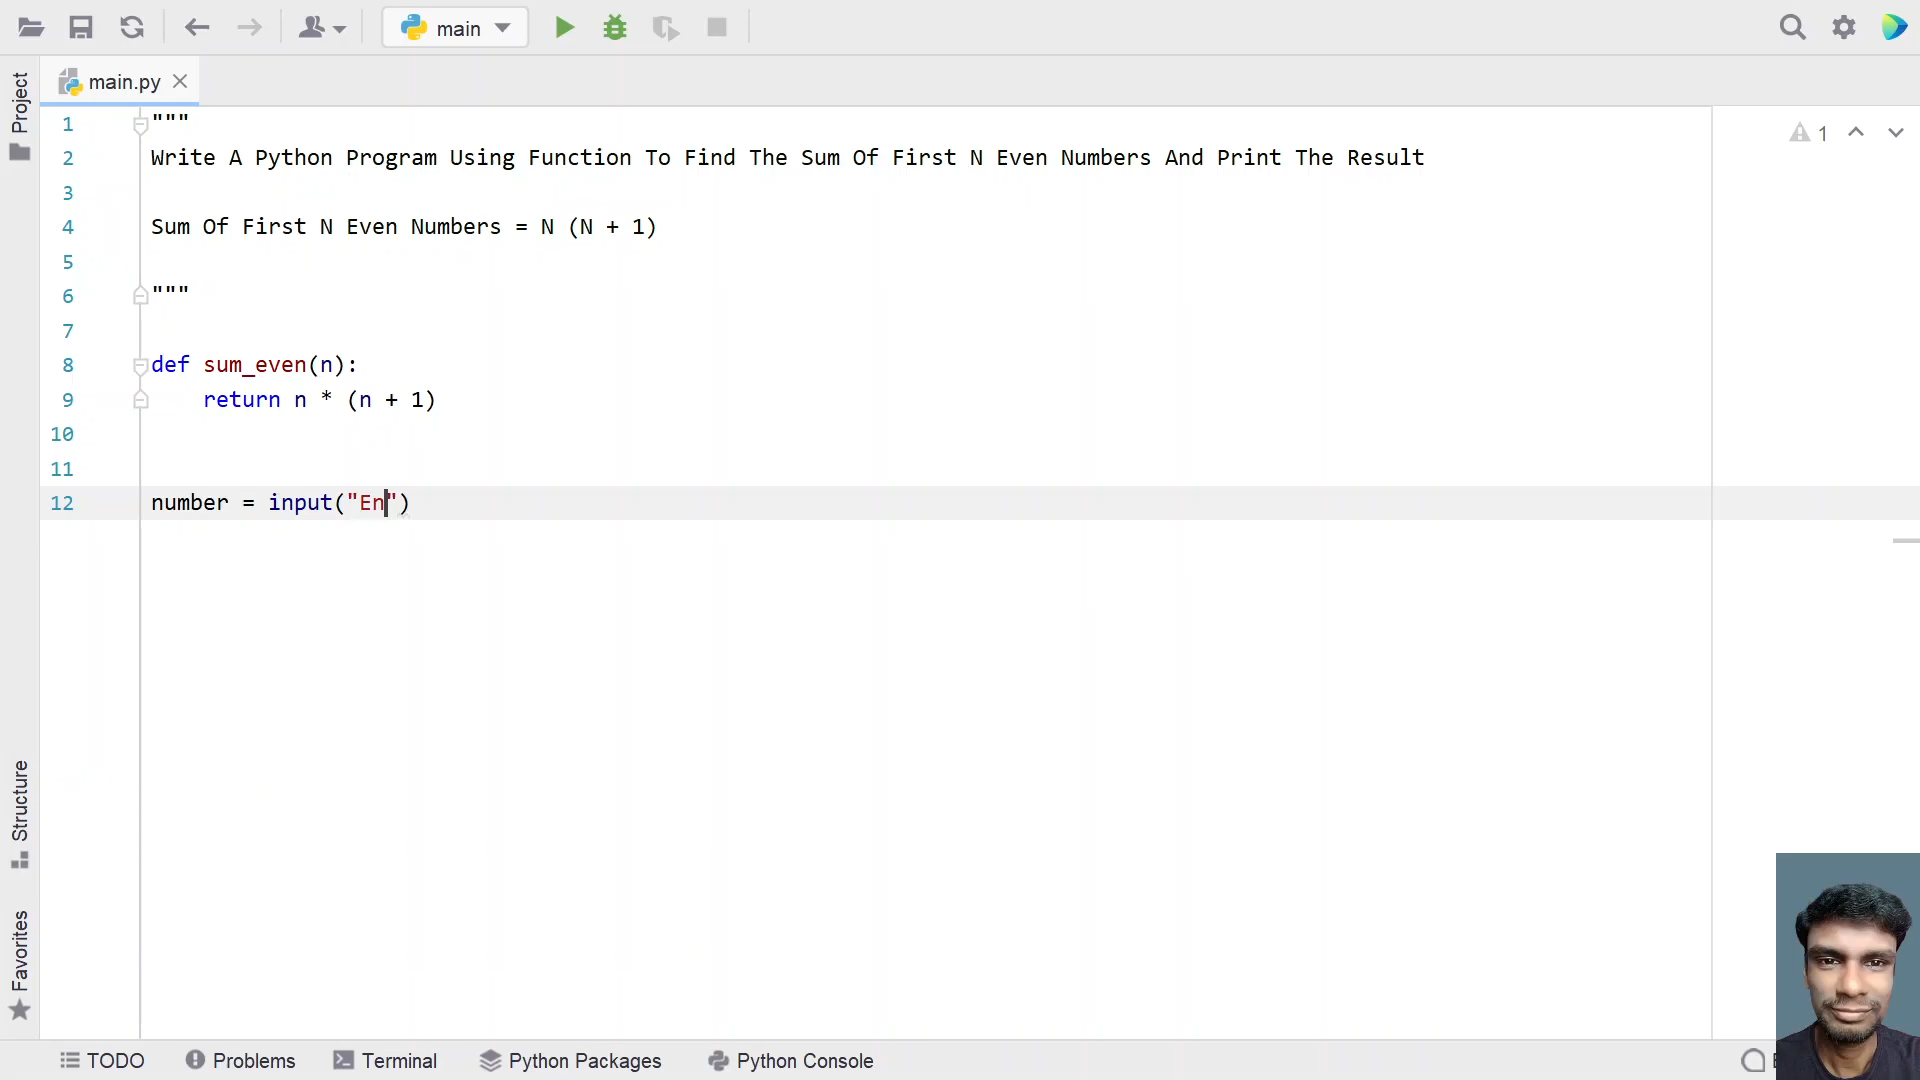 main
Project
main.py
1
1 """
2 Write A Python Program Using Function To Find The Sum Of First N Even Numbers And Print The Result
3
4 Sum Of First N Even Numbers = N (N + 1)
5
6 """
7
8 def sum_even(n):
9 return n * (n + 1)
10
11
12 number = input("En")
Structure
Favorites
TODO Problems Terminal Python Packages Python Console